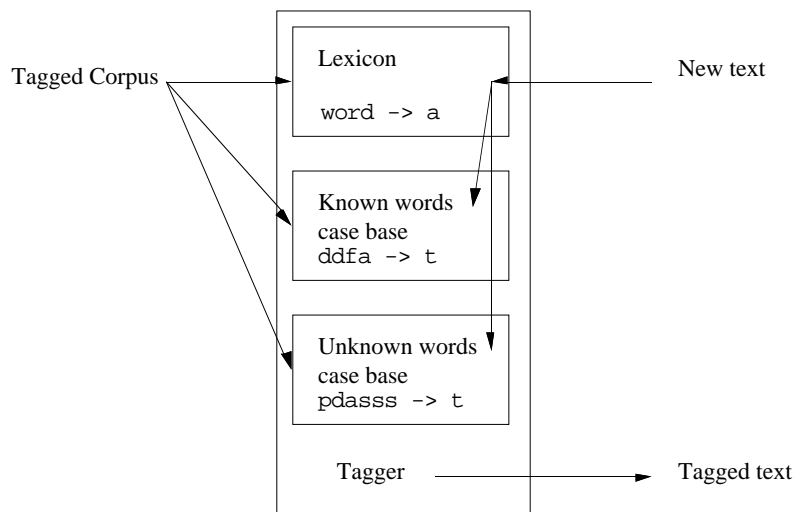 Tagged Corpus
Lexicon
word -> a
New text
Known words
case base
ddfa -> t
Unknown words
case base
pdasss -> t
Tagger
Tagged text